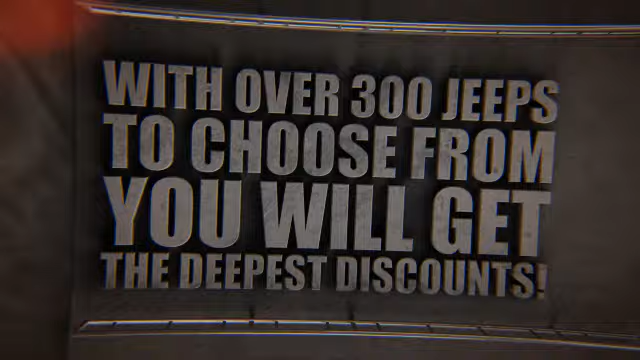 WITH OVER 300 JEEPS
TO CHOOSE FROM
YOU WILL GET
THE DEEPEST DISCOUNTS!